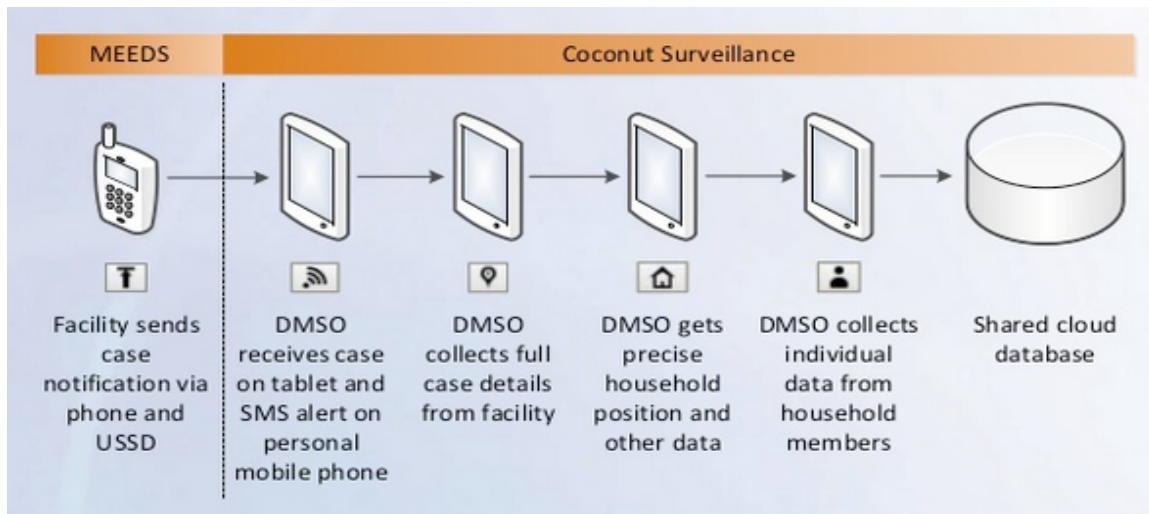 MEEDS
Coconut Surveillance
Facility sends
case
notification via
phone and
USSD
DMSO
receives case
on tablet and
SMS alert on
personal
mobile phone
DMSO
collects full
case details
from facility
DMSO gets
precise
household
position and
other data
DMSO collects
individual
data from
household
members
Shared cloud
database